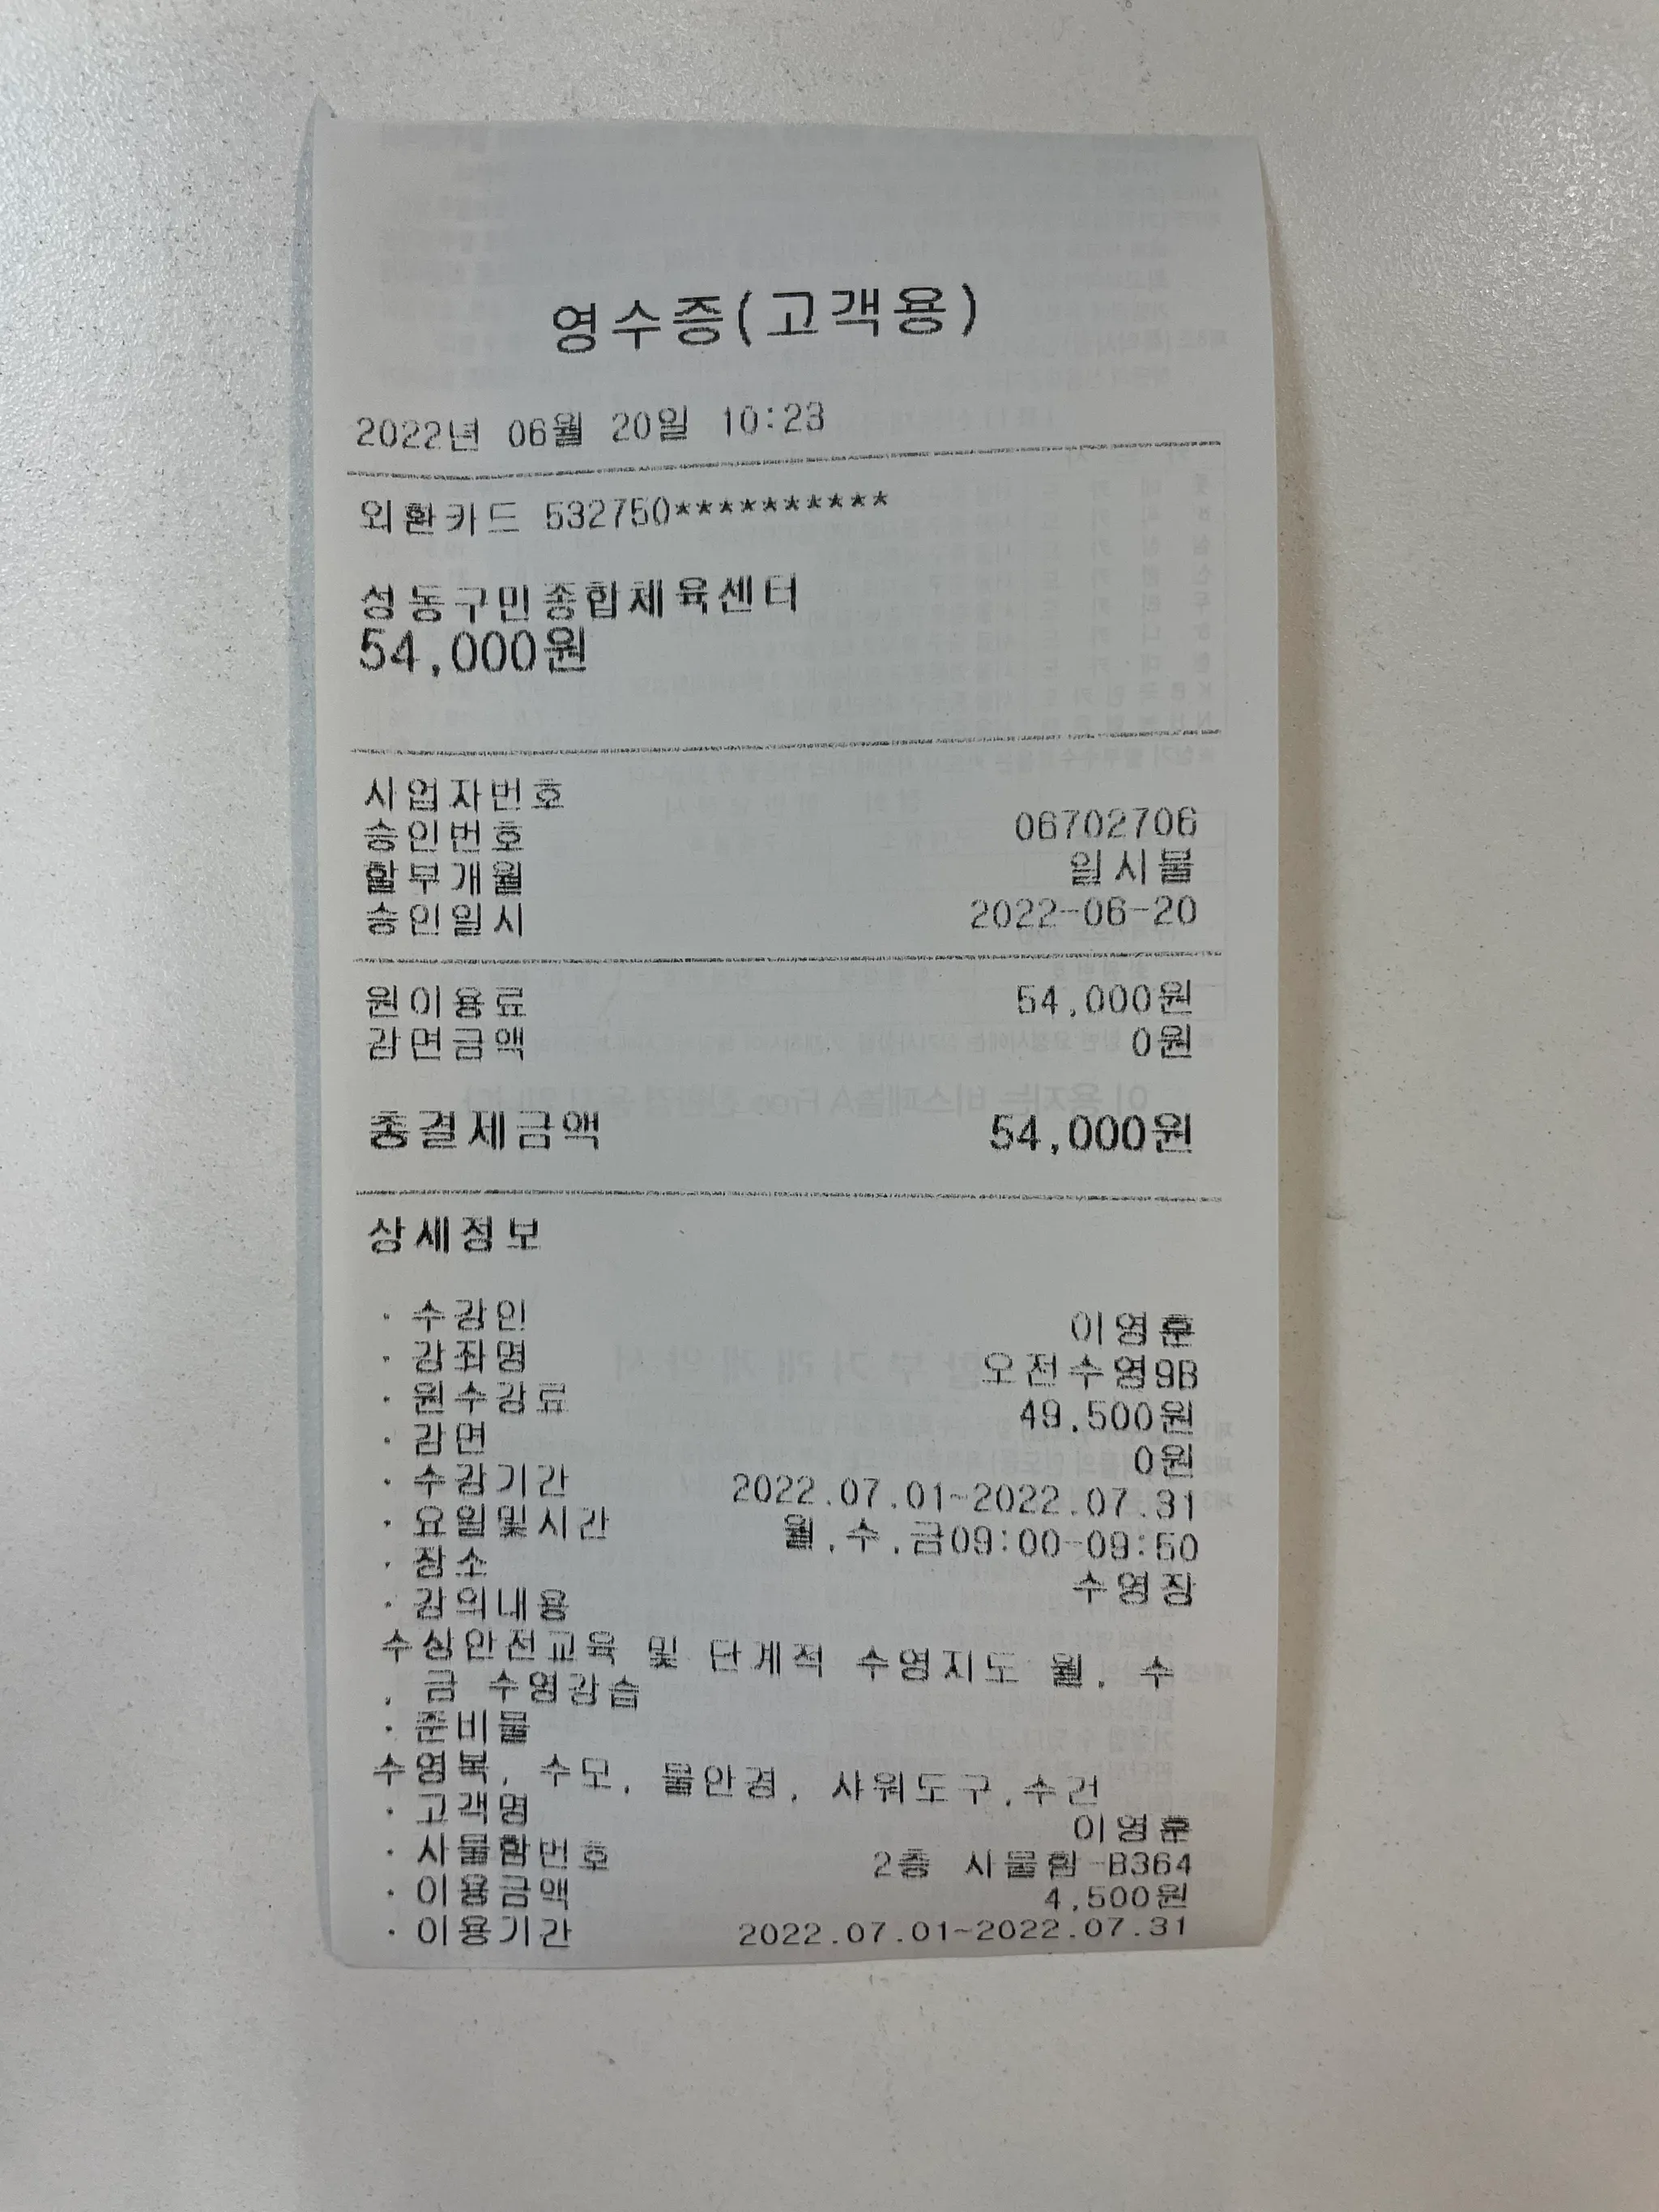 영수증(고객용)
2022년 06월 20일 10:23
외환카드 532750**********
성동구민종합체육센터
54,000원
사업자번호
승인번호 06702706
할부개월 일시불
승인일시 2022-06-20
원이용료 54,000원
감면금액 0원
총결제금액 54,000원
상세정보
· 수강인 이영훈
· 강좌명 오전수영9B
· 원수강료 49,500원
· 감면 0원
· 수강기간 2022.07.01~2022.07.31
· 요일및시간 월,수,금09:00-09:50
· 장소 수영장
· 강의내용
수상안전교육 및 단계적 수영지도 월, 수
, 금 수영강습
· 준비물
수영복, 수모, 물안경, 샤워도구,수건
· 고객명 이영훈
· 사물함번호 2층 사물함-B364
· 이용금액 4,500원
· 이용기간 2022.07.01~2022.07.31